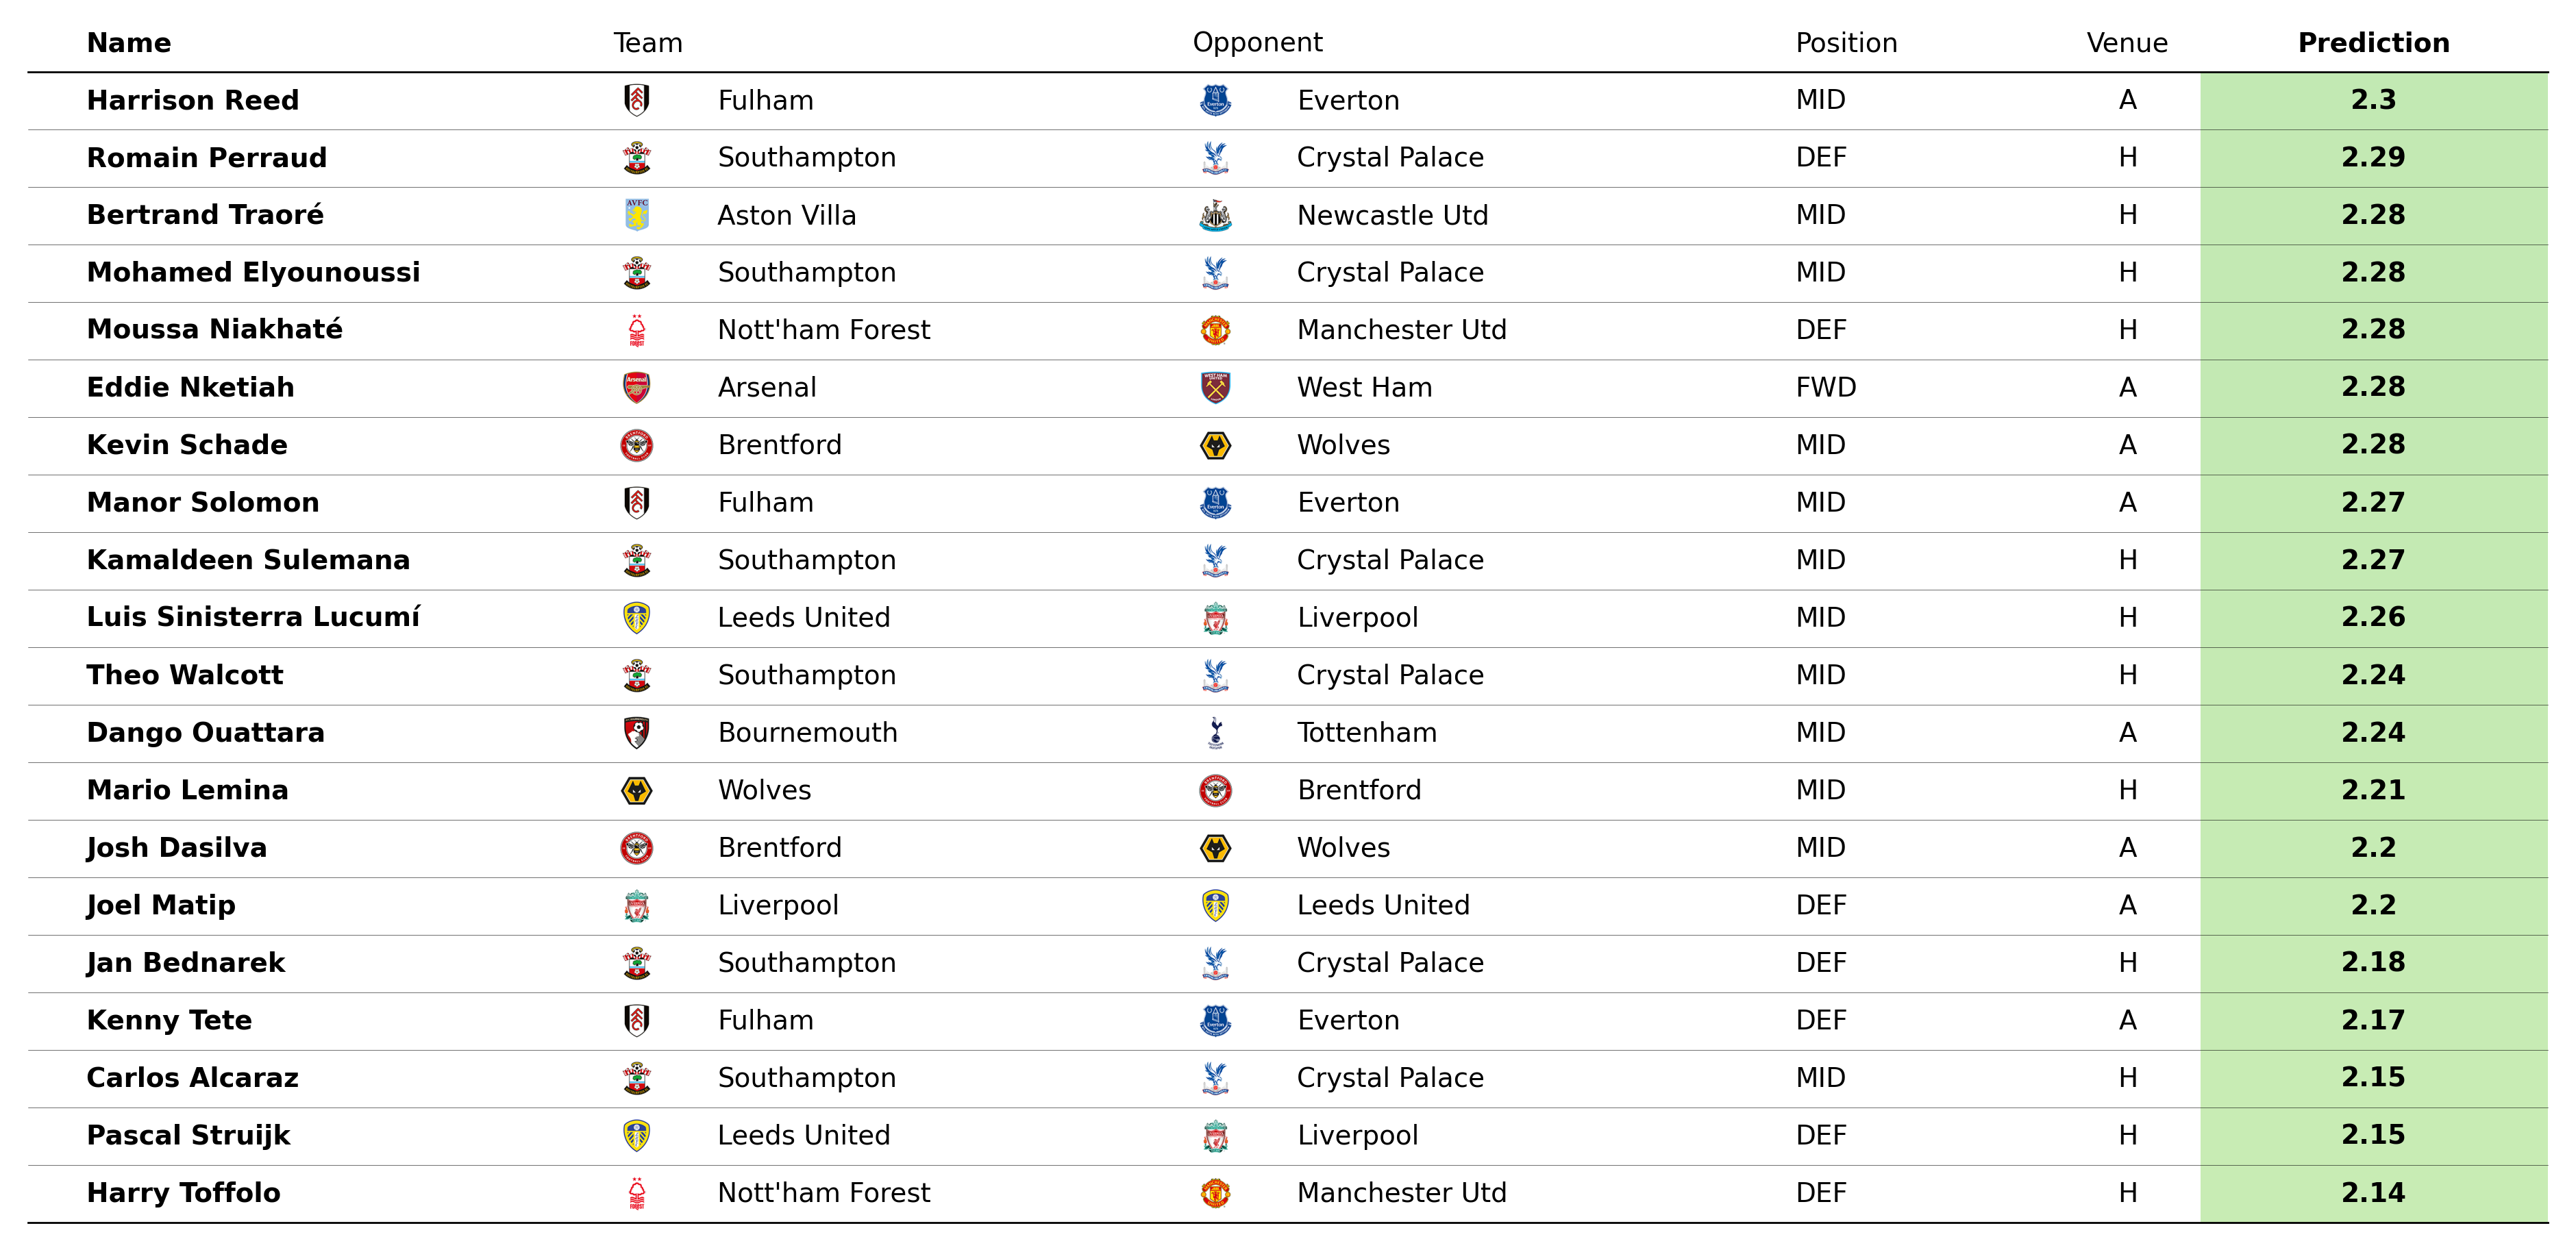 Name Team Opponent Position Venue Prediction
Harrison Reed Fulham Everton MID A 2.3
Romain Perraud Southampton Crystal Palace DEF H 2.29
Bertrand Traoré Aston Villa Newcastle Utd MID H 2.28
Mohamed Elyounoussi Southampton Crystal Palace MID H 2.28
Moussa Niakhaté Nott'ham Forest Manchester Utd DEF H 2.28
Eddie Nketiah Arsenal West Ham FWD A 2.28
Kevin Schade Brentford Wolves MID A 2.28
Manor Solomon Fulham Everton MID A 2.27
Kamaldeen Sulemana Southampton Crystal Palace MID H 2.27
Luis Sinisterra Lucumí Leeds United Liverpool MID H 2.26
Theo Walcott Southampton Crystal Palace MID H 2.24
Dango Ouattara Bournemouth Tottenham MID A 2.24
Mario Lemina Wolves Brentford MID H 2.21
Josh Dasilva Brentford Wolves MID A 2.2
Joel Matip Liverpool Leeds United DEF A 2.2
Jan Bednarek Southampton Crystal Palace DEF H 2.18
Kenny Tete Fulham Everton DEF A 2.17
Carlos Alcaraz Southampton Crystal Palace MID H 2.15
Pascal Struijk Leeds United Liverpool DEF H 2.15
Harry Toffolo Nott'ham Forest Manchester Utd DEF H 2.14